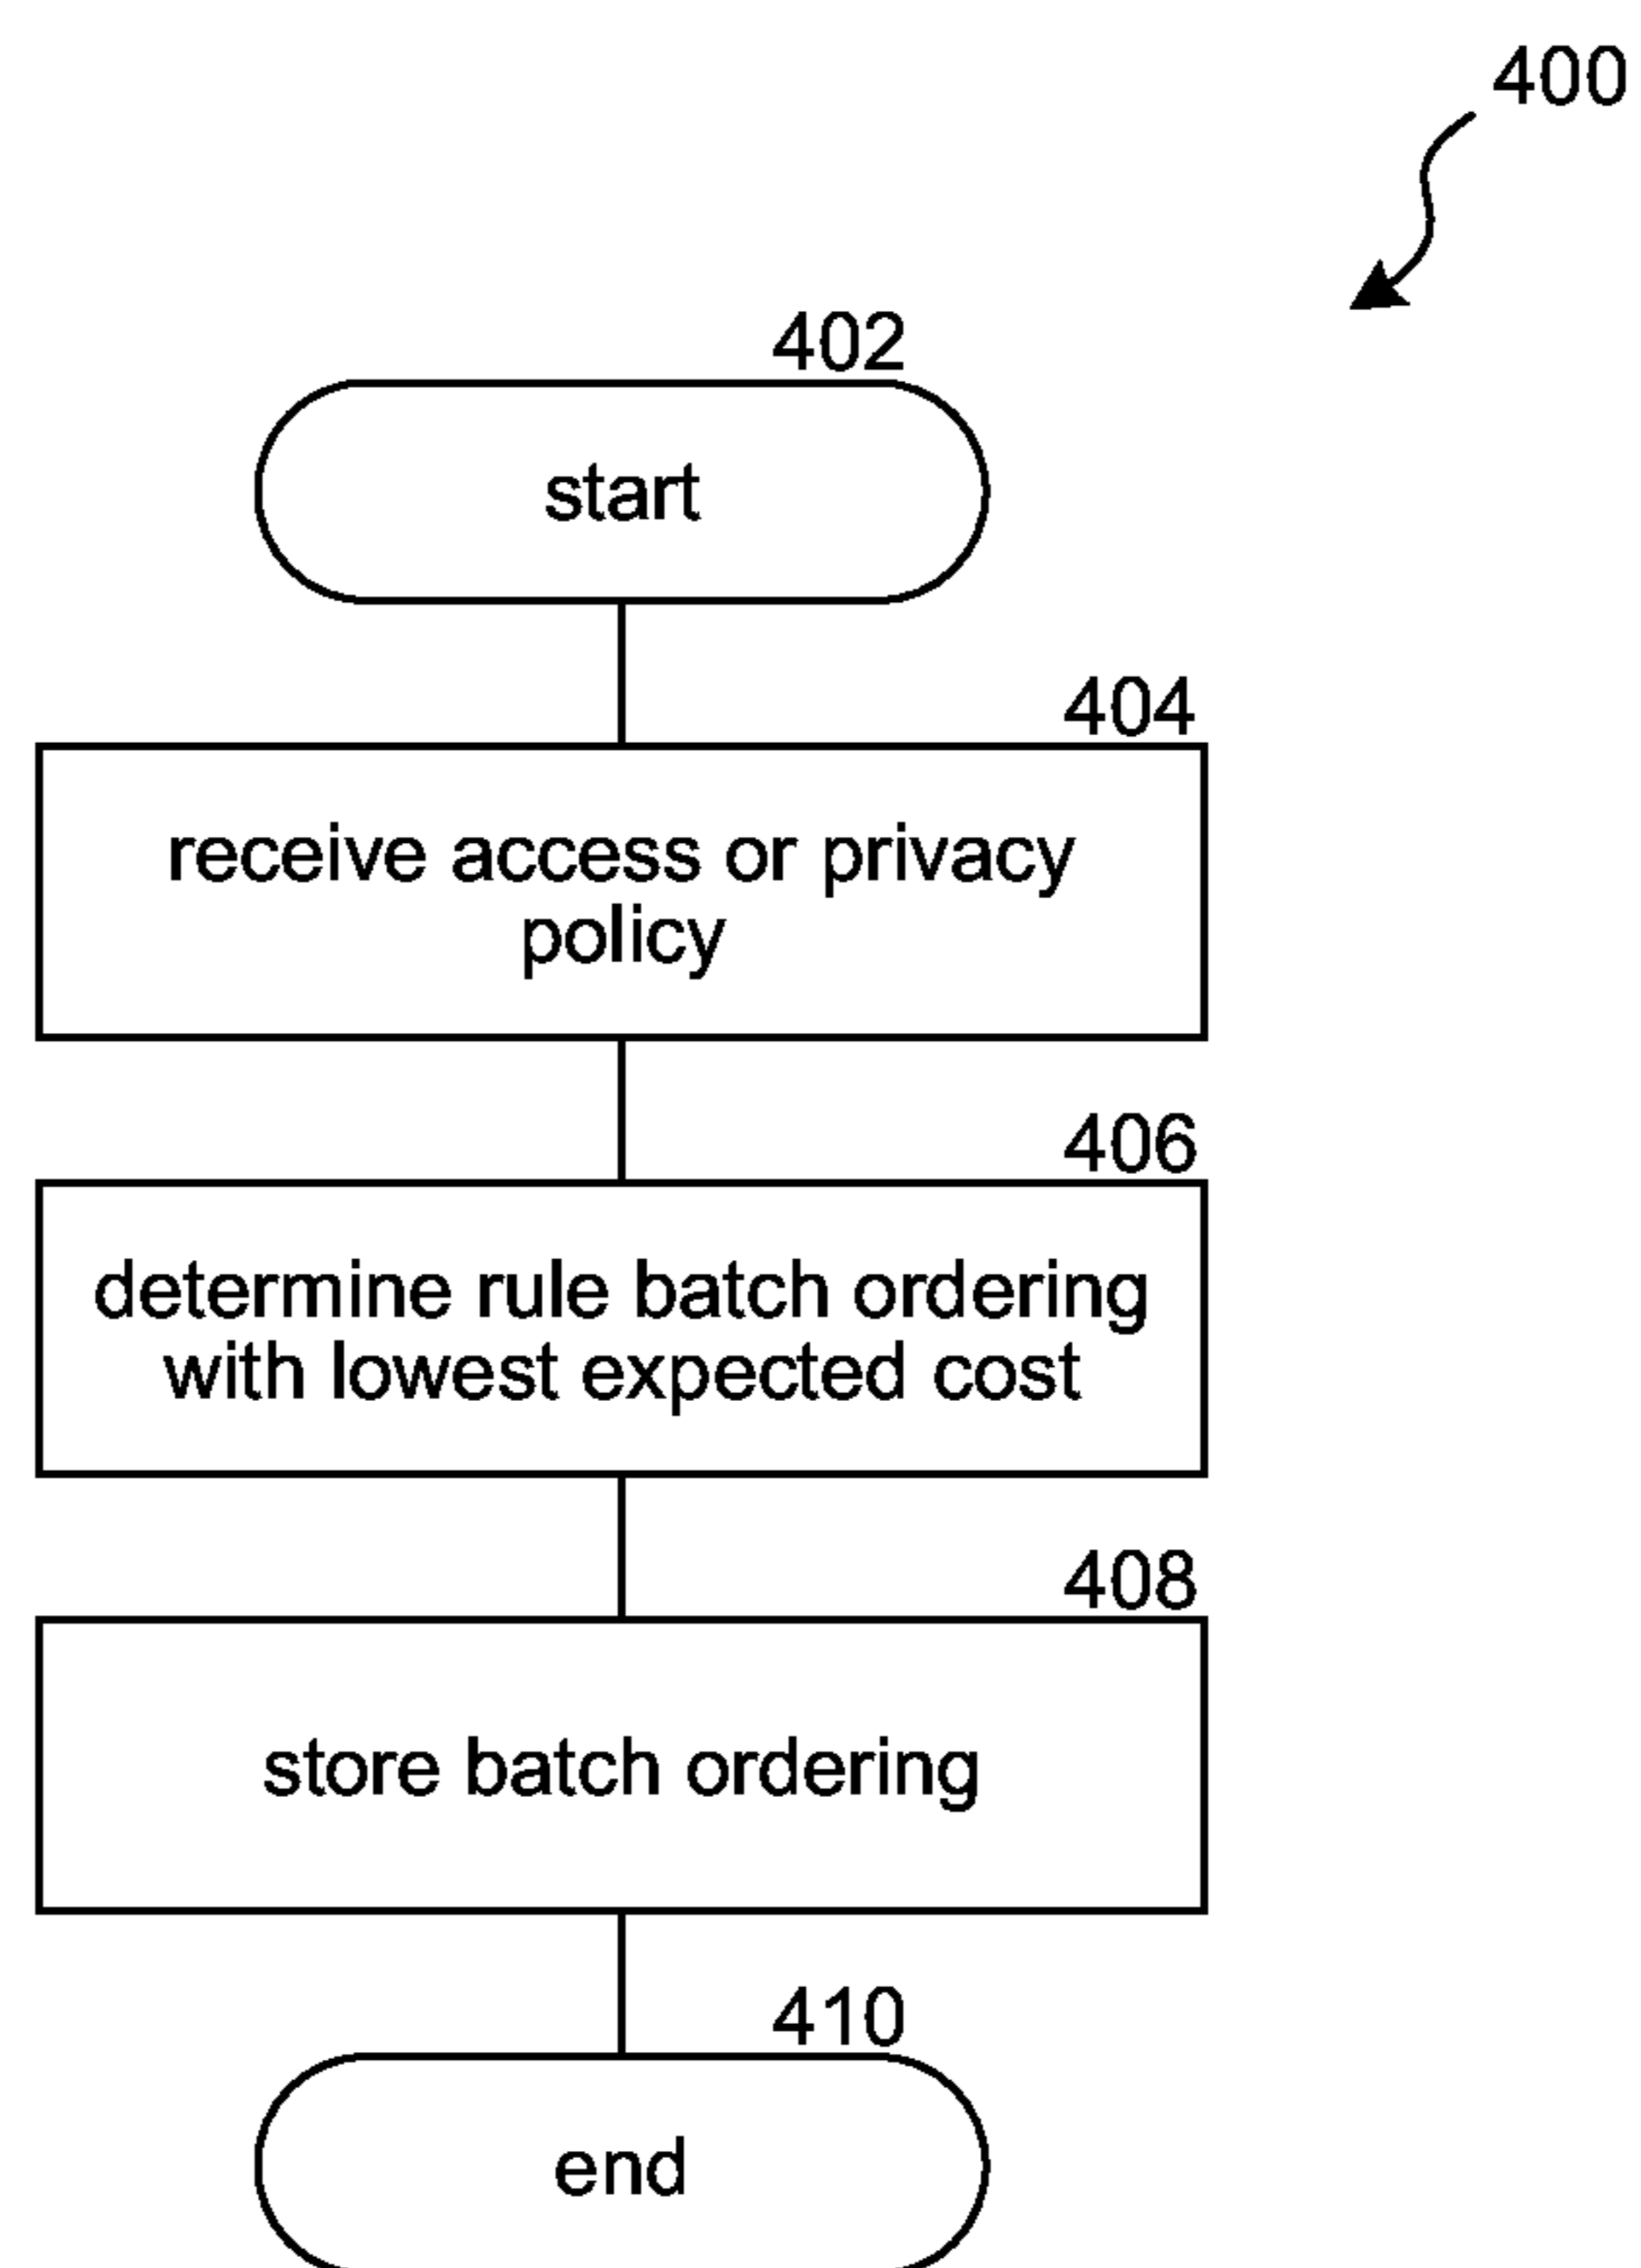 400
402
start
404
receive access or privacy
policy
406
determine rule batch ordering
with lowest expected cost
408
store batch ordering
410
end